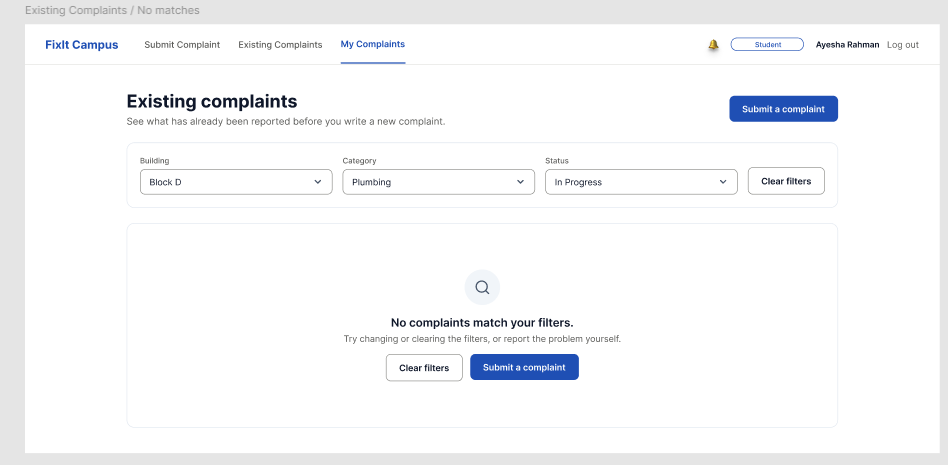 Existing Complaints / No matches
FixIt Campus Submit Complaint Existing Complaints My Complaints Student Ayesha Rahman Log out
Existing complaints
Submit a complaint
See what has already been reported before you write a new complaint.
Building Category Status
Block D Plumbing In Progress Clear filters
No complaints match your filters.
Try changing or clearing the filters, or report the problem yourself.
Clear filters Submit a complaint